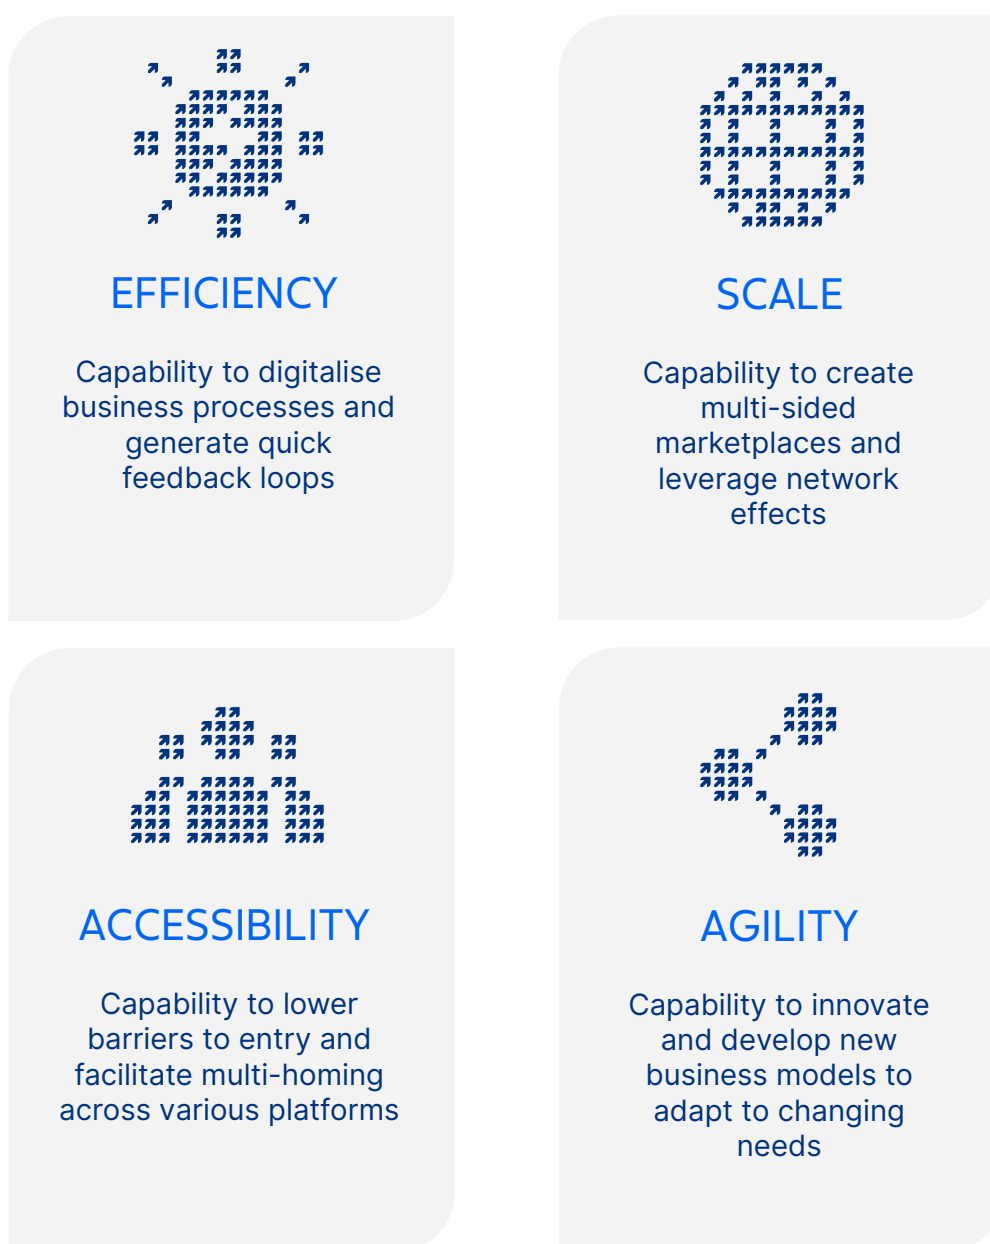 EFFICIENCY
Capability to digitalise
business processes and
generate quick
feedback loops
SCALE
Capability to create
multi-sided
marketplaces and
leverage network
effects
ACCESSIBILITY
Capability to lower
barriers to entry and
facilitate multi-homing
across various platforms
AGILITY
Capability to innovate
and develop new
business models to
adapt to changing
needs